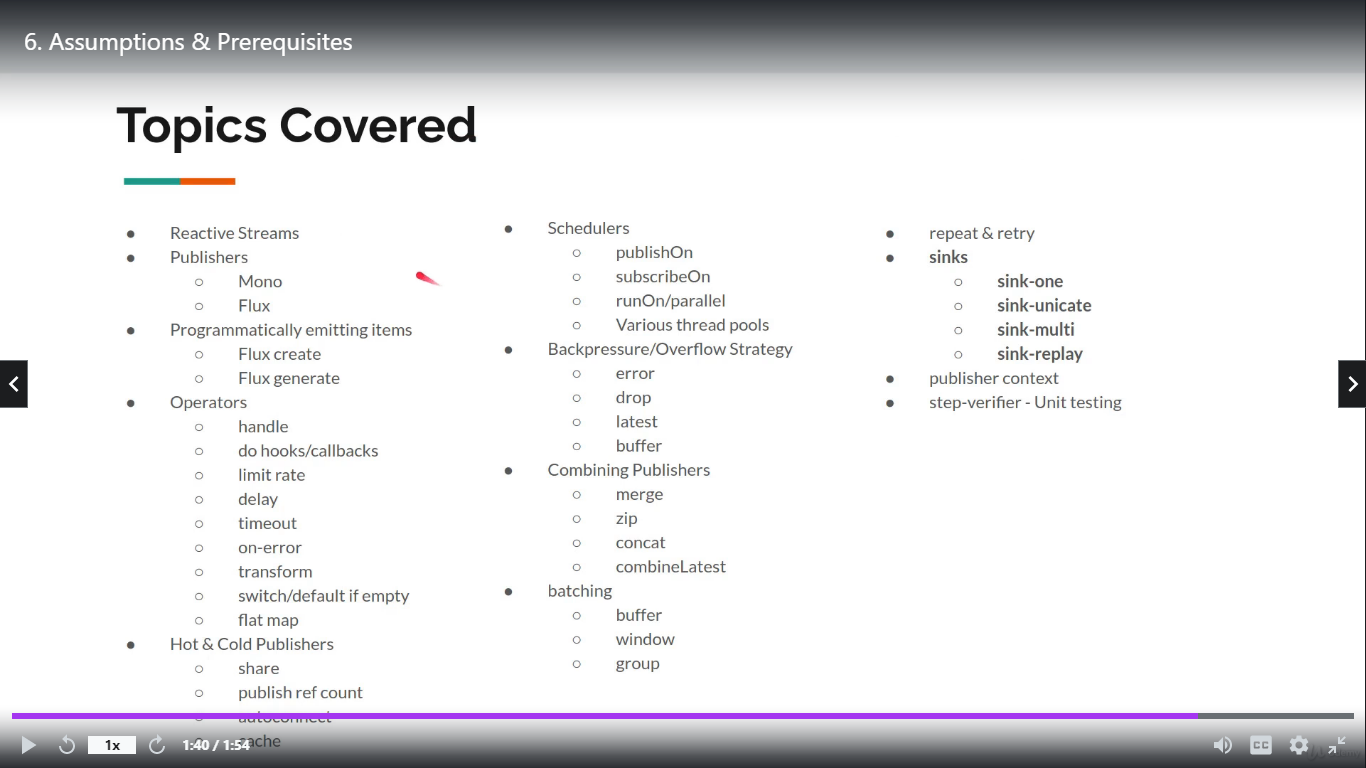 6. Assumptions & Prerequisites
Topics Covered
Reactive Streams
Publishers
Mono
Flux
Programmatically emitting items
Flux create
Flux generate
Operators
handle
do hooks/callbacks
limit rate
delay
timeout
on-error
transform
switch/default if empty
flat map
Hot & Cold Publishers
share
publish ref count
autoconnect
cache
Schedulers
publishOn
subscribeOn
runOn/parallel
Various thread pools
Backpressure/Overflow Strategy
error
drop
latest
buffer
Combining Publishers
merge
zip
concat
combineLatest
batching
buffer
window
group
repeat & retry
sinks
sink-one
sink-unicate
sink-multi
sink-replay
publisher context
step-verifier - Unit testing
1x
1:40 / 1:54
CC